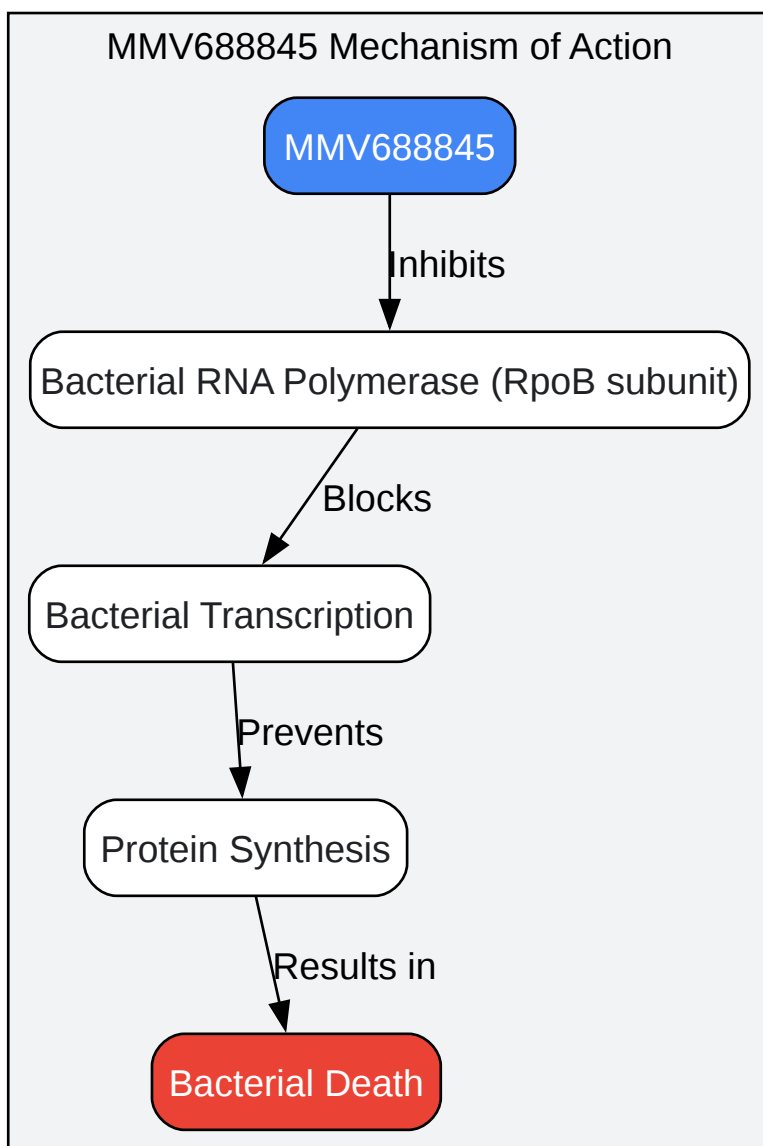 MMV688845 Mechanism of Action
MMV688845
Inhibits
Bacterial RNA Polymerase (RpoB subunit)
Blocks
Bacterial Transcription
Prevents
Protein Synthesis
Results in
Bacterial Death